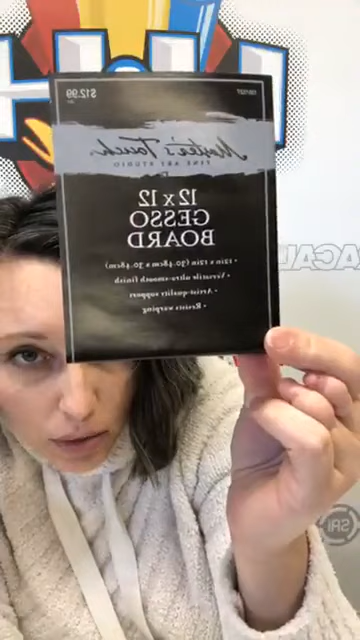 $12.99
Master's Touch
FINE ART STUDIO
12 x 12
GESSO
BOARD
• 12in x 12in (30.48cm x 30.48cm)
• Versatile ultra-smooth finish
• Artist-quality support
• Resists warping